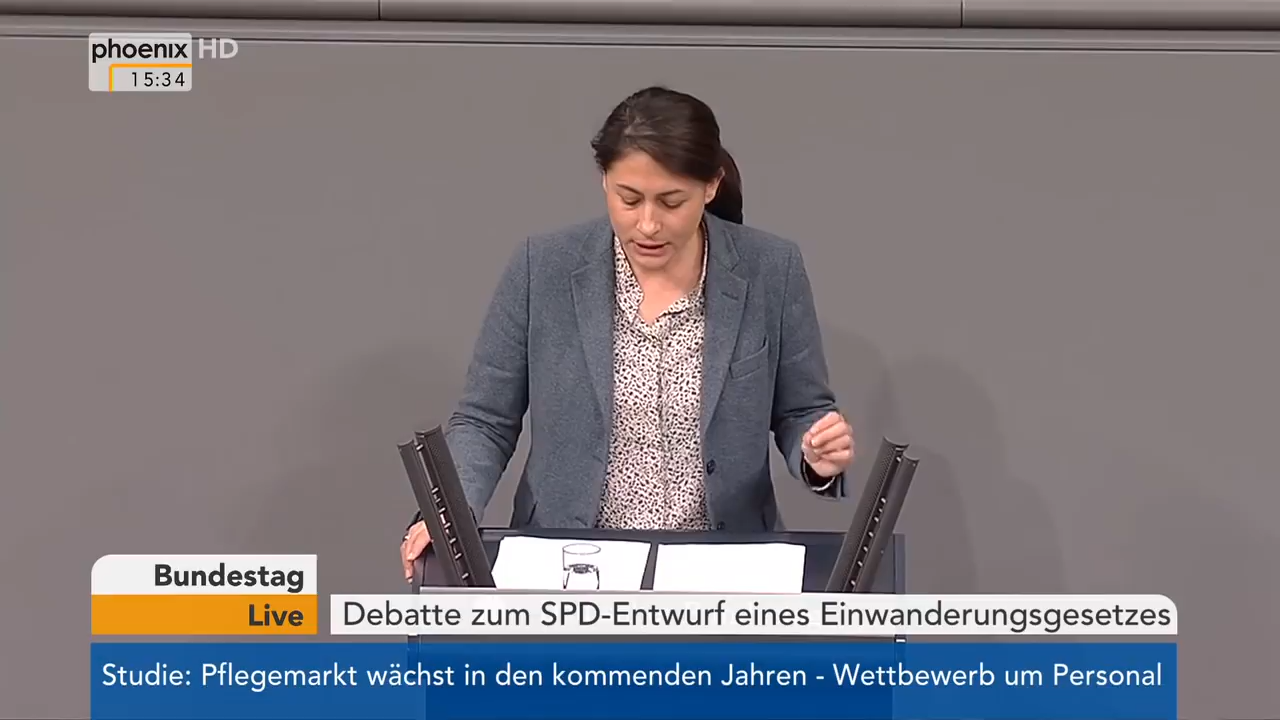 phoenix HD
15:34
Bundestag
Live
Debatte zum SPD-Entwurf eines Einwanderungsgesetzes
Studie: Pflegemarkt wächst in den kommenden Jahren - Wettbewerb um Personal